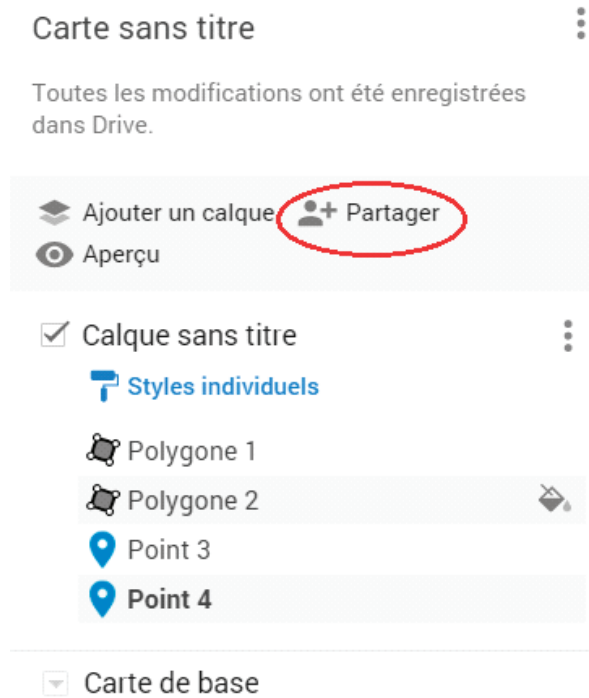 Carte sans titre
Toutes les modifications ont été enregistrées
dans Drive.
Ajouter un calque Partager
Aperçu
Calque sans titre
Styles individuels
Polygone 1
Polygone 2
Point 3
Point 4
Carte de base